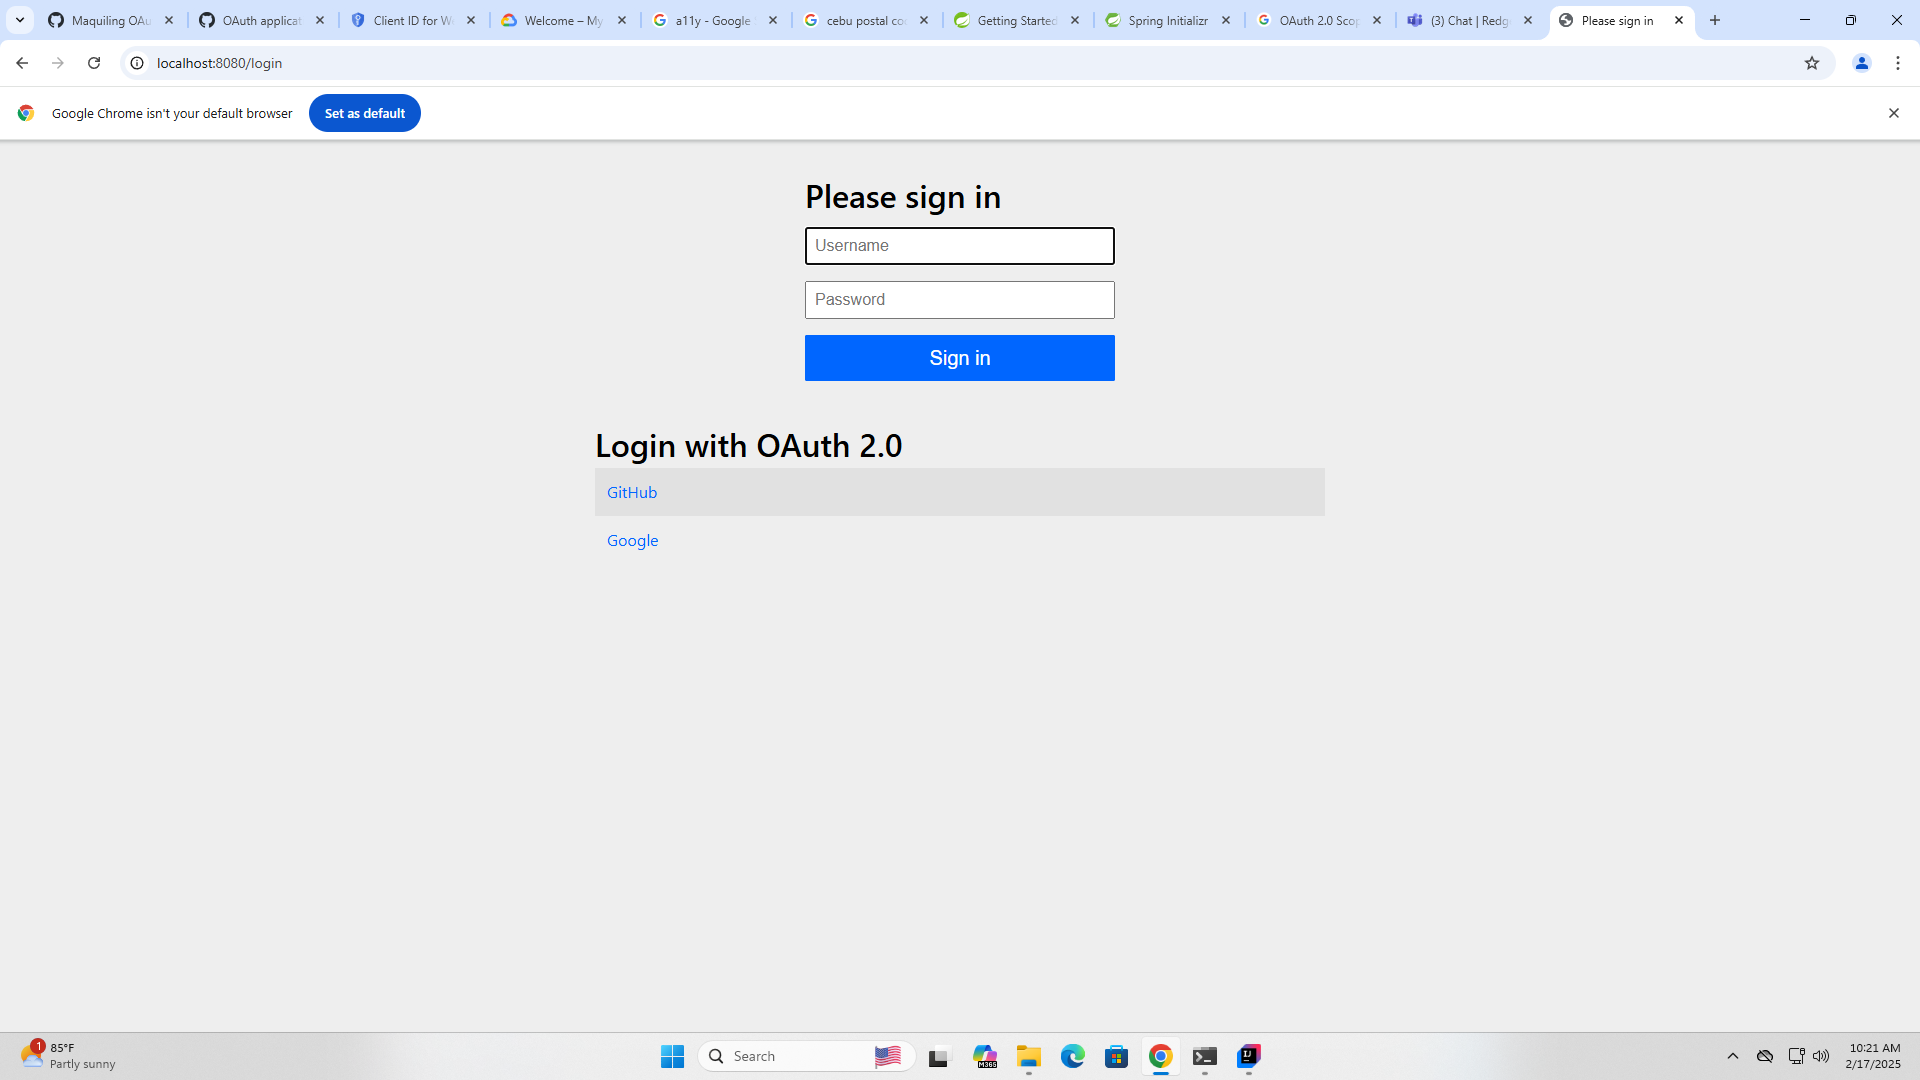 Maquiling OAu
OAuth applicat
Client ID for We
Welcome – My
a11y - Google
cebu postal co
Getting Started
Spring Initializr
OAuth 2.0 Scop
(3) Chat | Redg
Please sign in
localhost:8080/login
Google Chrome isn't your default browser
Set as default
Please sign in
Username
Password
Sign in
Login with OAuth 2.0
GitHub
Google
1
85°F
Partly sunny
Search
M365
IJ
10:21 AM
2/17/2025